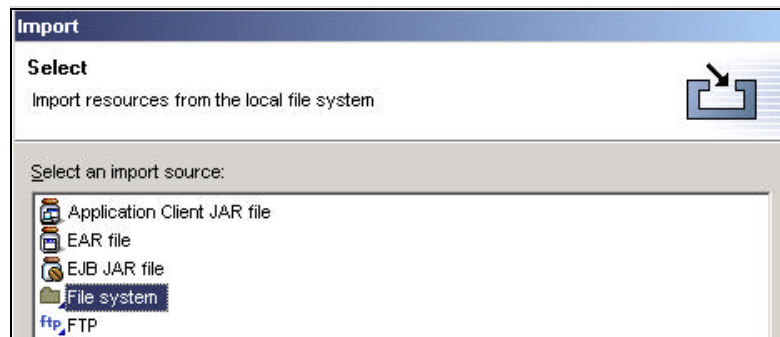 Import
Select
Import resources from the local file system
Select an import source:
Application Client JAR file
EAR file
EJB JAR file
File system
ftp FTP